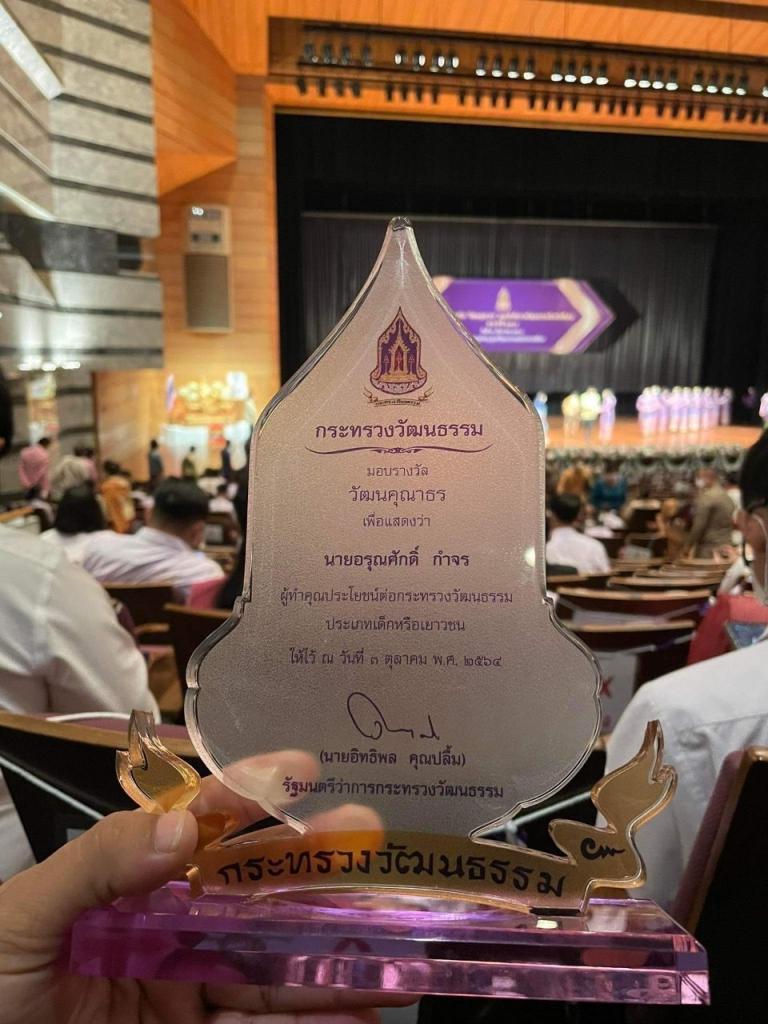 กระทรวงวัฒนธรรม
มอบรางวัล
วัฒนคุณาธร
เพื่อแสดงว่า
นายอรุณศักดิ์ กำจร
ผู้ทำคุณประโยชน์ต่อกระทรวงวัฒนธรรม
ประเภทเด็กหรือเยาวชน
ให้ไว้ ณ วันที่ ๓ ตุลาคม พ.ศ. ๒๕๖๔
(นายอิทธิพล คุณปลื้ม)
รัฐมนตรีว่าการกระทรวงวัฒนธรรม
กระทรวงวัฒนธรรม